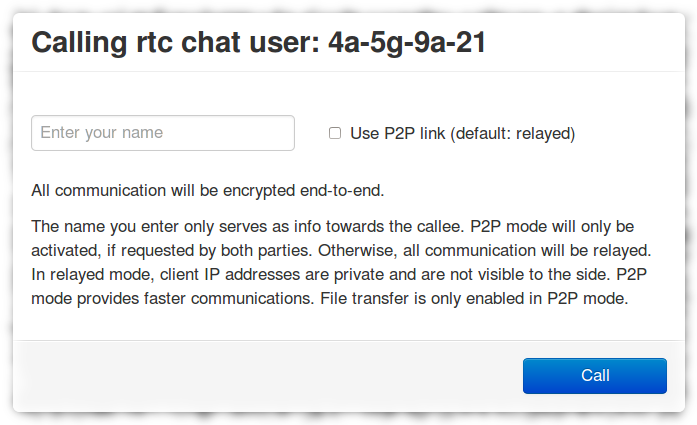 Calling rtc chat user: 4a-5g-9a-21
Enter your name
Use P2P link (default: relayed)
All communication will be encrypted end-to-end.
The name you enter only serves as info towards the callee. P2P mode will only be
activated, if requested by both parties. Otherwise, all communication will be relayed.
In relayed mode, client IP addresses are private and are not visible to the side. P2P
mode provides faster communications. File transfer is only enabled in P2P mode.
Call